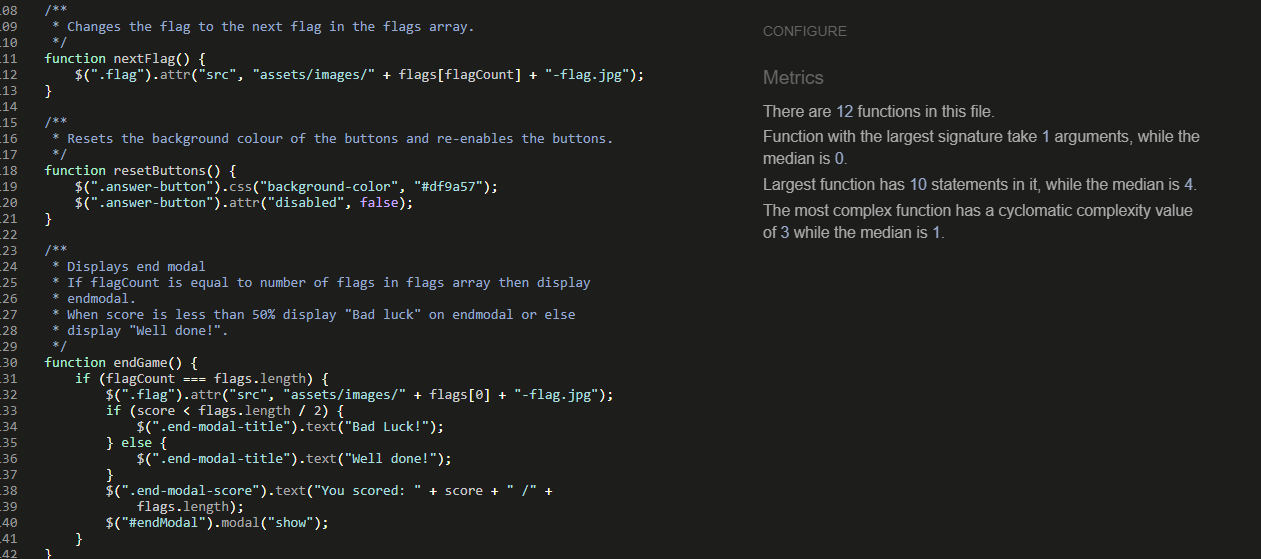 08 /**
09  * Changes the flag to the next flag in the flags array.
10  */
11 function nextFlag() {
12     $(".flag").attr("src", "assets/images/" + flags[flagCount] + "-flag.jpg");
13 }
14
15 /**
16  * Resets the background colour of the buttons and re-enables the buttons.
17  */
18 function resetButtons() {
19     $(".answer-button").css("background-color", "#df9a57");
20     $(".answer-button").attr("disabled", false);
21 }
22
23 /**
24  * Displays end modal
25  * If flagCount is equal to number of flags in flags array then display
26  * endmodal.
27  * When score is less than 50% display "Bad luck" on endmodal or else
28  * display "Well done!".
29  */
30 function endGame() {
31     if (flagCount === flags.length) {
32         $(".flag").attr("src", "assets/images/" + flags[0] + "-flag.jpg");
33         if (score < flags.length / 2) {
34             $(".end-modal-title").text("Bad Luck!");
35         } else {
36             $(".end-modal-title").text("Well done!");
37         }
38         $(".end-modal-score").text("You scored: " + score + " /" +
39             flags.length);
40         $("#endModal").modal("show");
41     }
42 }
CONFIGURE
Metrics
There are 12 functions in this file.
Function with the largest signature take 1 arguments, while the
median is 0.
Largest function has 10 statements in it, while the median is 4.
The most complex function has a cyclomatic complexity value
of 3 while the median is 1.